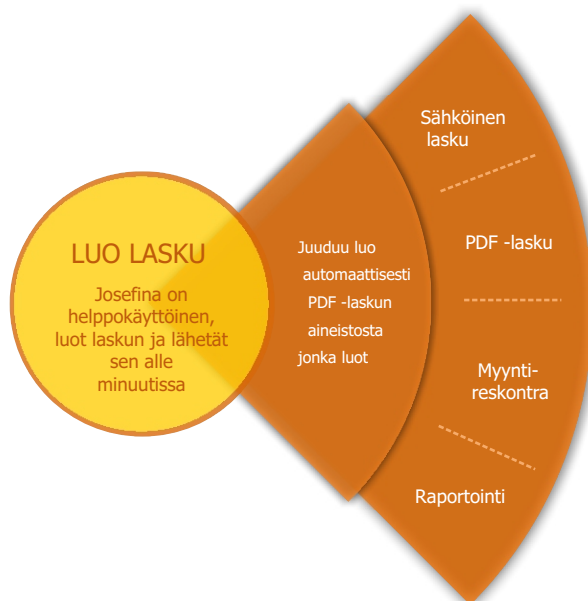 LUO LASKU
Josefina on
helppokäyttöinen,
luot laskun ja lähetät
sen alle
minuutissa
Juuduu luo
automaattisesti
PDF -laskun
aineistosta
jonka luot
Sähköinen
lasku
PDF -lasku
Myynti-
reskontra
Raportointi